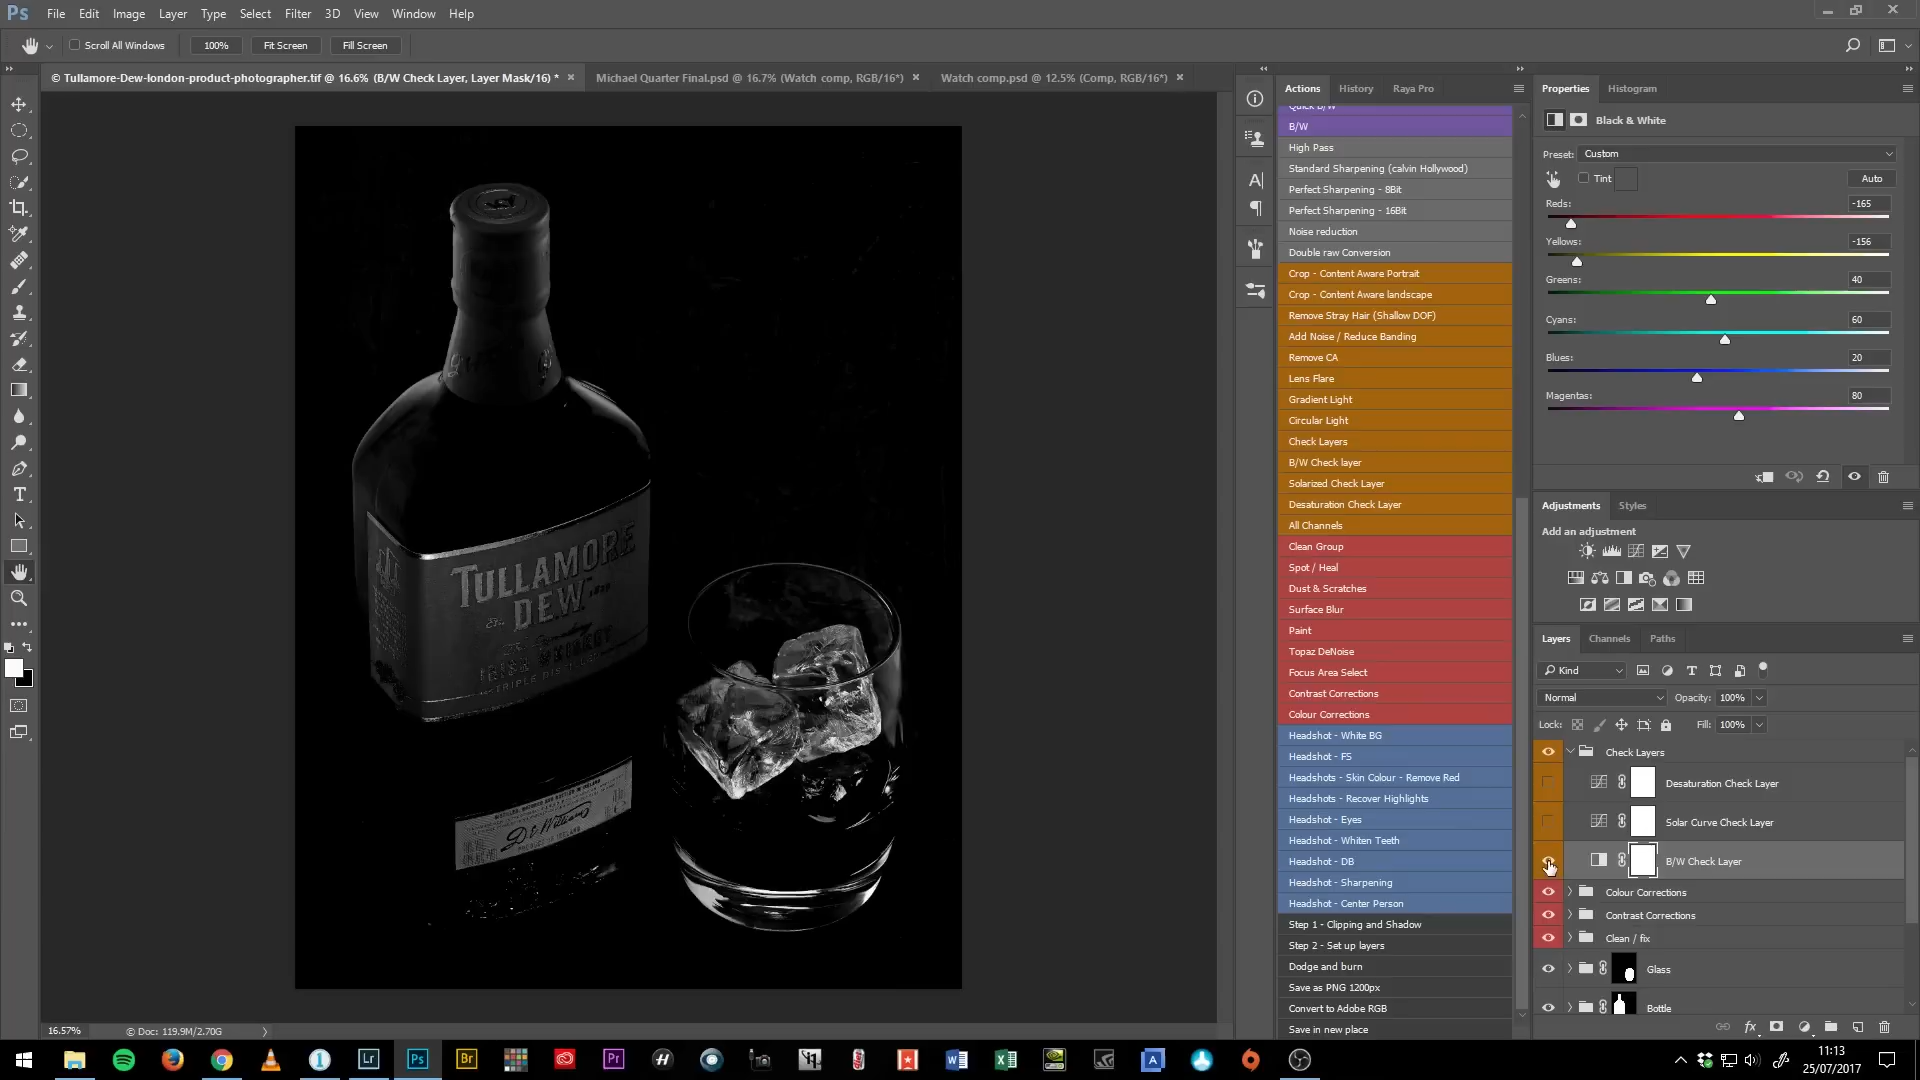 Ps File Edit Image Layer Type Select Filter 3D View Window Help
Scroll All Windows 100% Fit Screen Fill Screen
© Tullamore-Dew-london-product-photographer.tif @ 16.6% (B/W Check Layer, Layer Mask/16) * × Michael Quarter Final.psd @ 16.7% (Watch comp, RGB/16*) × Watch comp.psd @ 12.5% (Comp, RGB/16*) ×
Actions History Raya Pro
Quick B/W
B/W
High Pass
Standard Sharpening (calvin Hollywood)
Perfect Sharpening - 8Bit
Perfect Sharpening - 16Bit
Noise reduction
Double raw Conversion
Crop - Content Aware Portrait
Crop - Content Aware landscape
Remove Stray Hair (Shallow DOF)
Add Noise / Reduce Banding
Remove CA
Lens Flare
Gradient Light
Circular Light
Check Layers
B/W Check layer
Solarized Check Layer
Desaturation Check Layer
All Channels
Clean Group
Spot / Heal
Dust & Scratches
Surface Blur
Paint
Topaz DeNoise
Focus Area Select
Contrast Corrections
Colour Corrections
Headshot - White BG
Headshot - FS
Headshots - Skin Colour - Remove Red
Headshots - Recover Highlights
Headshot - Eyes
Headshot - Whiten Teeth
Headshot - DB
Headshot - Sharpening
Headshot - Center Person
Step 1 - Clipping and Shadow
Step 2 - Set up layers
Dodge and burn
Save as PNG 1200px
Convert to Adobe RGB
Save in new place
Properties Histogram
Black & White
Preset: Custom
Tint Auto
Reds: -165
Yellows: -156
Greens: 40
Cyans: 60
Blues: 20
Magentas: 80
Adjustments Styles
Add an adjustment
Layers Channels Paths
Kind
Normal Opacity: 100%
Lock: Fill: 100%
Check Layers
Desaturation Check Layer
Solar Curve Check Layer
B/W Check Layer
Colour Corrections
Contrast Corrections
Clean / fix
Glass
Bottle
TULLAMORE
DEW
IRISH WHISKEY
TRIPLE DISTILLED
16.57% © Doc: 119.9M/2.70G
Lr Ps Br Pr
11:13
25/07/2017